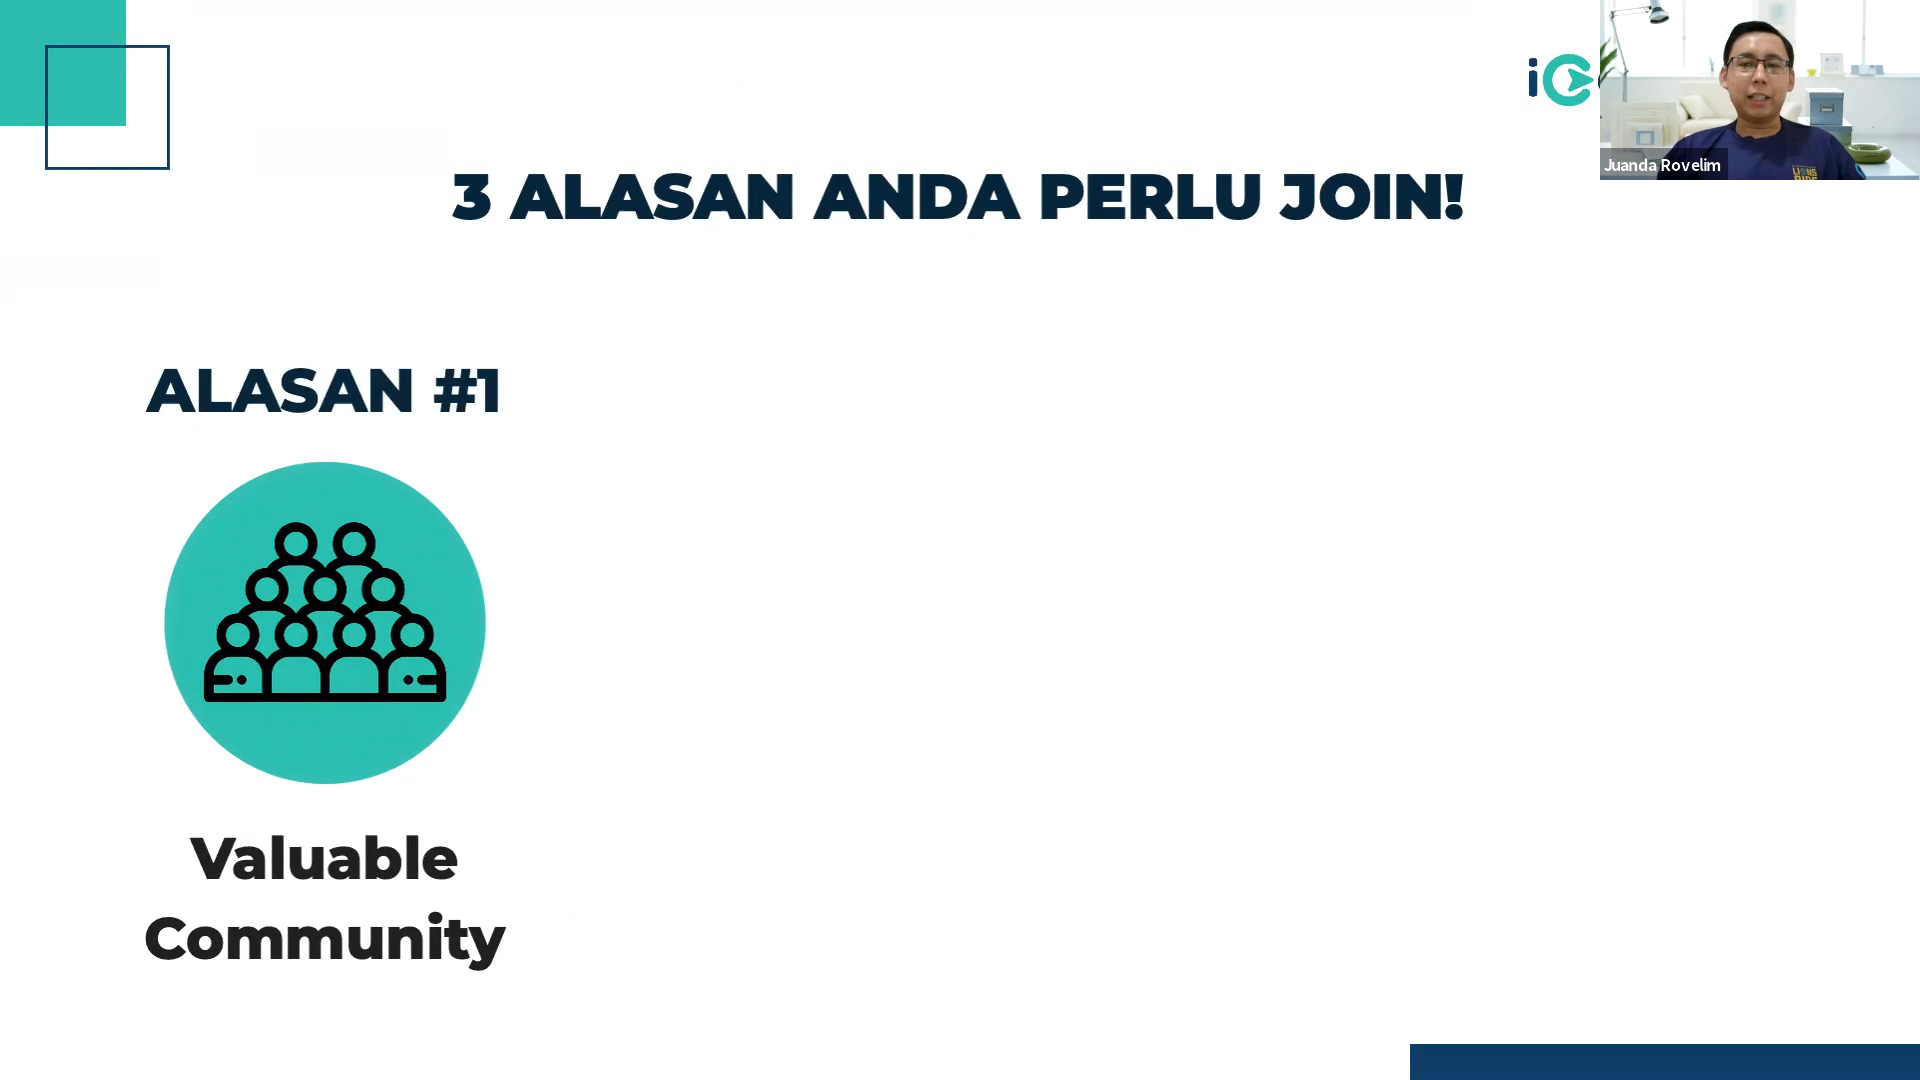 3 ALASAN ANDA PERLU JOIN!
Juanda Rovelim
ALASAN #1
Valuable
Community